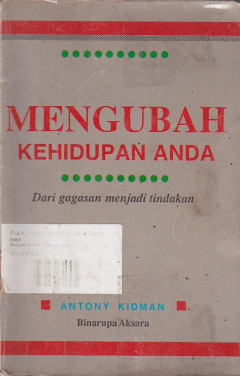 MENGUBAH
KEHIDUPAN ANDA
Dari gagasan menjadi tindakan
ANTONY KIDMAN
Binarupa Aksara